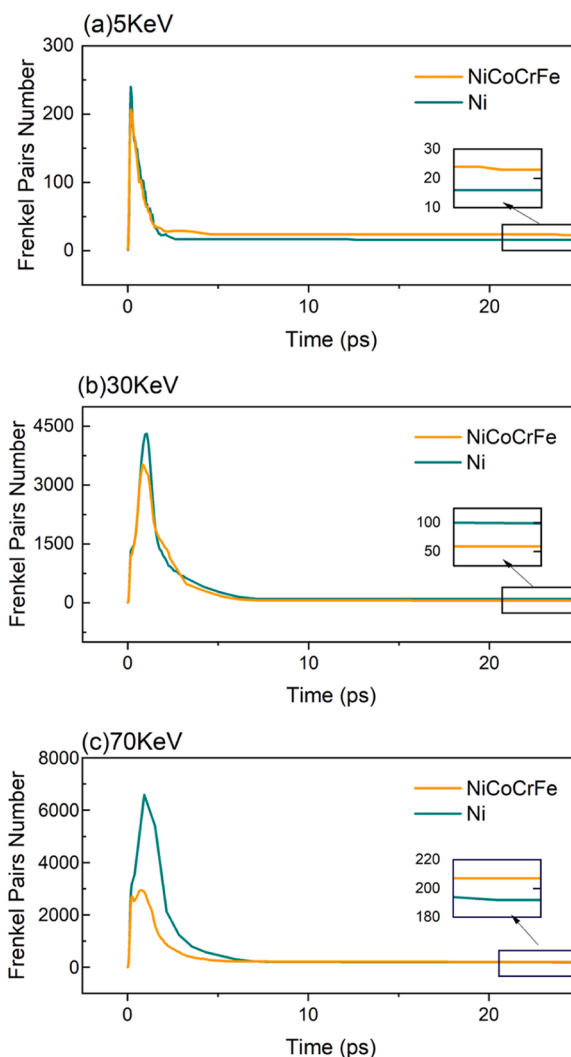 (a)5KeV
300
200
100
0
Frenkel Pairs Number
NiCoCrFe
Ni
30
20
10
0
10
20
Time (ps)
(b)30KeV
4500
3000
1500
0
Frenkel Pairs Number
NiCoCrFe
Ni
100
50
0
10
20
Time (ps)
(c)70KeV
8000
6000
4000
2000
0
Frenkel Pairs Number
NiCoCrFe
Ni
220
200
180
0
10
20
Time (ps)